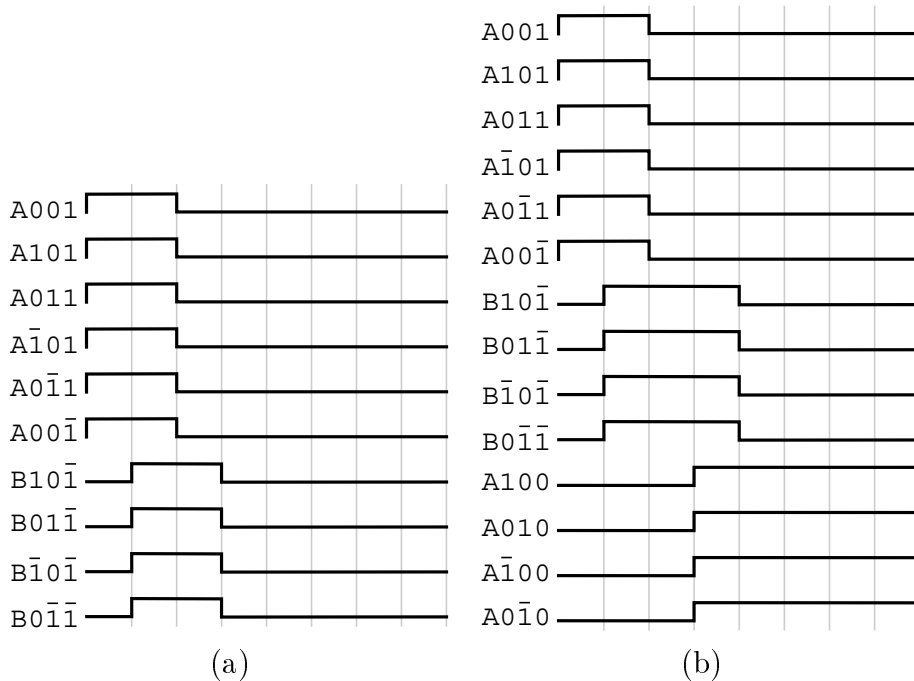 A001
A101
A011
A1̄01
A01̄1
A001̄
B101̄
B011̄
B1̄01̄
B01̄1̄
(a)
A001
A101
A011
A1̄01
A01̄1
A001̄
B101̄
B011̄
B1̄01̄
B01̄1̄
A100
A010
A1̄00
A01̄0
(b)